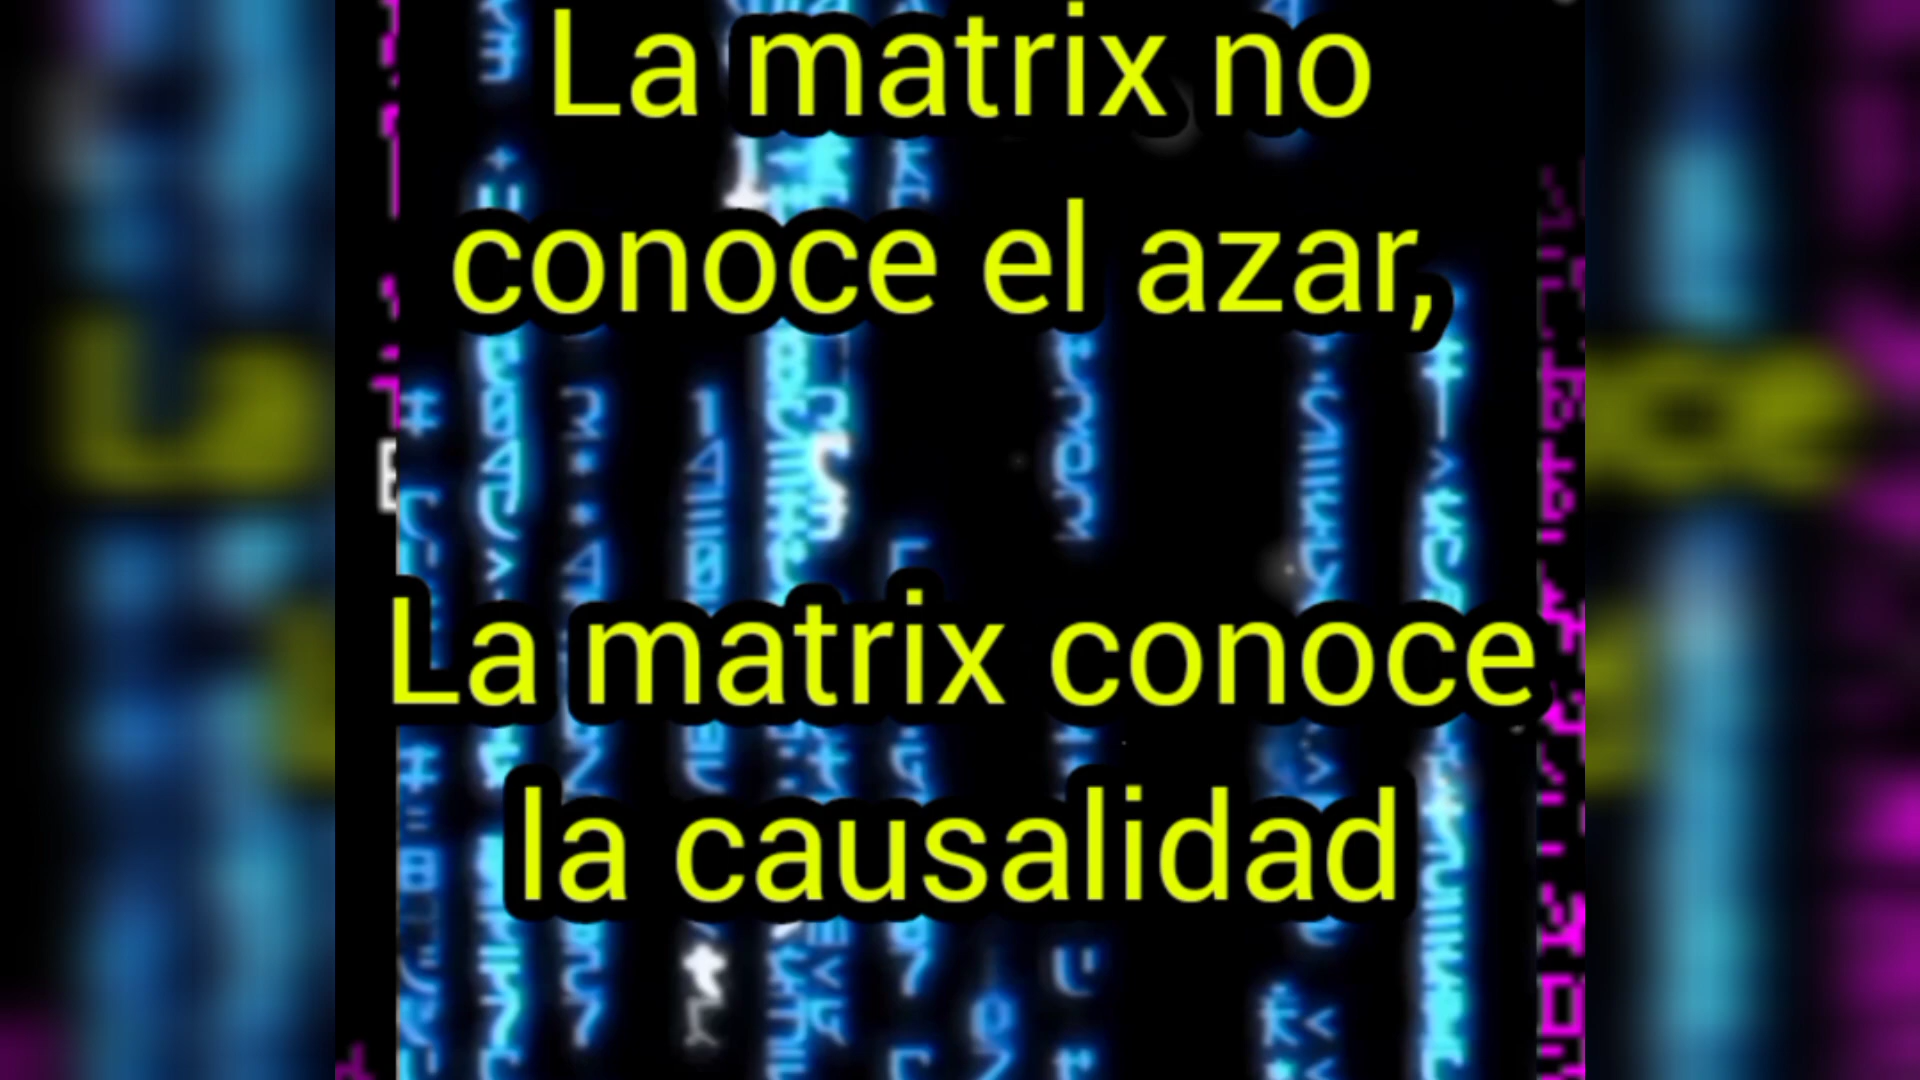 La matrix no
conoce el azar,
La matrix conoce
la causalidad